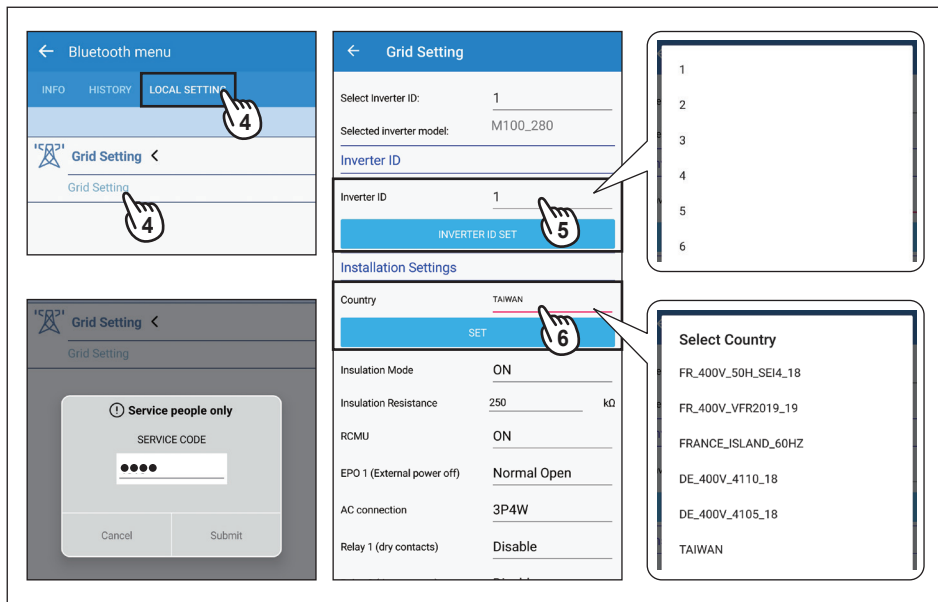 Bluetooth menu
INFO HISTORY LOCAL SETTING
4
Grid Setting
Grid Setting
4
Grid Setting
Grid Setting
Service people only
SERVICE CODE
Cancel Submit
Grid Setting
Select Inverter ID: 1
Selected inverter model: M100_280
Inverter ID
Inverter ID 1
5
INVERTER ID SET
Installation Settings
Country TAIWAN
6
SET
Insulation Mode ON
Insulation Resistance 250 kΩ
RCMU ON
EPO 1 (External power off) Normal Open
AC connection 3P4W
Relay 1 (dry contacts) Disable
1
2
3
4
5
6
Select Country
FR_400V_50H_SEI4_18
FR_400V_VFR2019_19
FRANCE_ISLAND_60HZ
DE_400V_4110_18
DE_400V_4105_18
TAIWAN